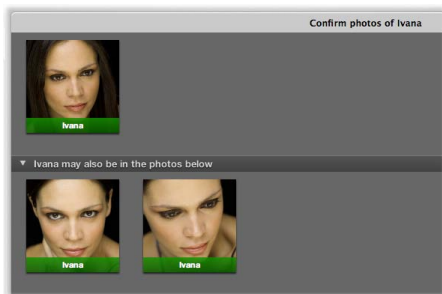 Confirm photos of Ivana
Ivana
Ivana may also be in the photos below
Ivana
Ivana